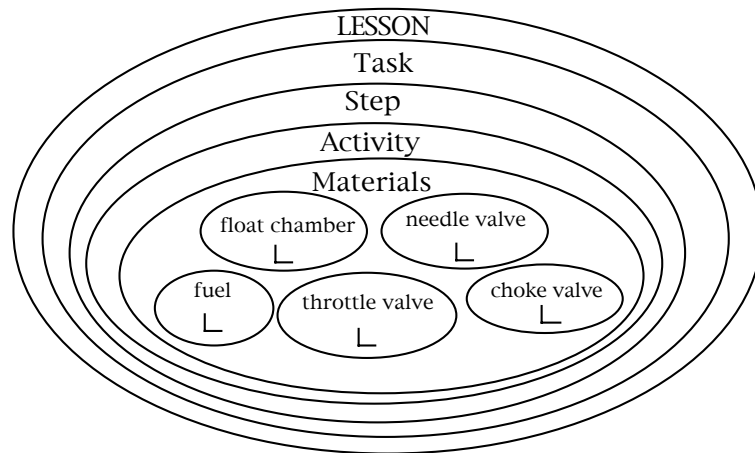 LESSON
Task
Step
Activity
Materials
float chamber
needle valve
fuel
throttle valve
choke valve